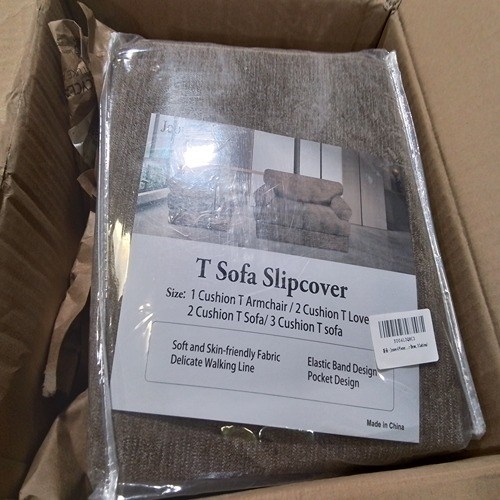 T Sofa Slipcover
Size: 1 Cushion T Armchair / 2 Cushion T Love
2 Cushion T Sofa/ 3 Cushion T sofa
Soft and Skin-friendly Fabric
Delicate Walking Line
Elastic Band Design
Pocket Design
Made in China